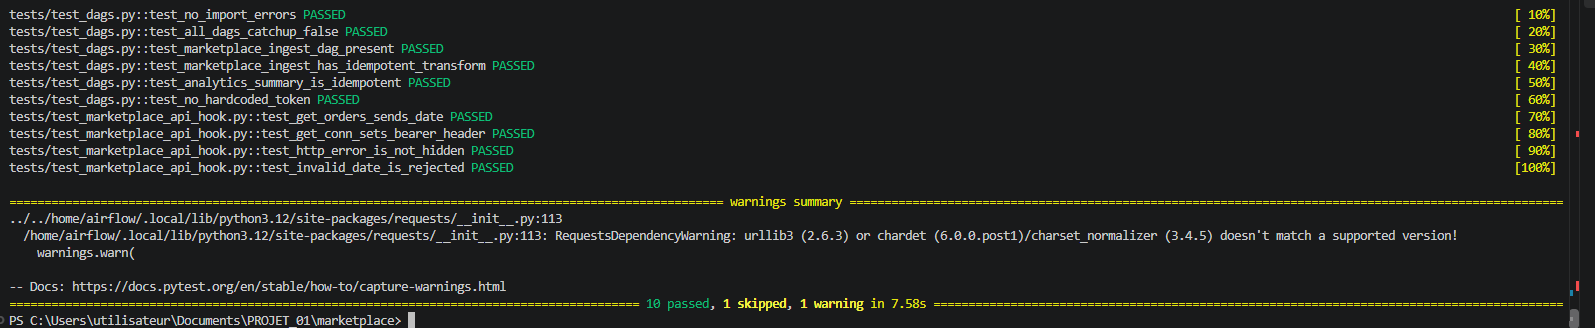 tests/test_dags.py::test_no_import_errors PASSED [ 10%]
tests/test_dags.py::test_all_dags_catchup_false PASSED [ 20%]
tests/test_dags.py::test_marketplace_ingest_dag_present PASSED [ 30%]
tests/test_dags.py::test_marketplace_ingest_has_idempotent_transform PASSED [ 40%]
tests/test_dags.py::test_analytics_summary_is_idempotent PASSED [ 50%]
tests/test_dags.py::test_no_hardcoded_token PASSED [ 60%]
tests/test_marketplace_api_hook.py::test_get_orders_sends_date PASSED [ 70%]
tests/test_marketplace_api_hook.py::test_get_conn_sets_bearer_header PASSED [ 80%]
tests/test_marketplace_api_hook.py::test_http_error_is_not_hidden PASSED [ 90%]
tests/test_marketplace_api_hook.py::test_invalid_date_is_rejected PASSED [100%]
warnings summary
../../home/airflow/.local/lib/python3.12/site-packages/requests/__init__.py:113
/home/airflow/.local/lib/python3.12/site-packages/requests/__init__.py:113: RequestsDependencyWarning: urllib3 (2.6.3) or chardet (6.0.0.post1)/charset_normalizer (3.4.5) doesn't match a supported version!
warnings.warn(
-- Docs: https://docs.pytest.org/en/stable/how-to/capture-warnings.html
10 passed, 1 skipped, 1 warning in 7.58s
PS C:\Users\utilisateur\Documents\PROJET_01\marketplace>